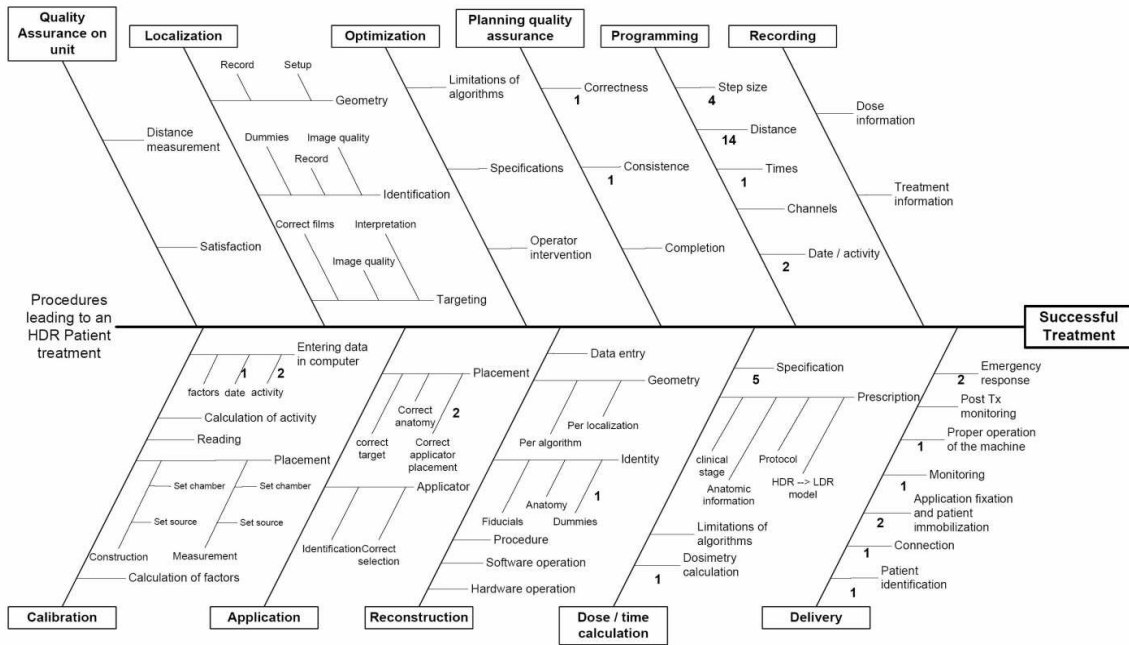 Quality
Assurance on
unit
Localization
Optimization
Planning quality
assurance
Programming
Recording
Distance
measurement
Satisfaction
Record
Setup
Geometry
Dummies
Image quality
Record
Identification
Correct films
Interpretation
Image quality
Targeting
Limitations of
algorithms
Specifications
Operator
intervention
Correctness
1
Consistence
1
Completion
Step size
4
Distance
14
Times
1
Channels
Date / activity
2
Dose
information
Treatment
information
Procedures
leading to an
HDR Patient
treatment
Successful
Treatment
Entering data
in computer
1
2
factors
date
activity
Calculation of activity
Reading
Placement
Set chamber
Set chamber
Set source
Set source
Construction
Measurement
Calculation of factors
Calibration
Placement
Correct
anatomy
2
correct
target
Correct
applicator
placement
Applicator
Identification
Correct
selection
Application
Data entry
Geometry
Per localization
Per algorithm
Identity
1
Anatomy
Fiducials
Dummies
Procedure
Software operation
Hardware operation
Reconstruction
Specification
5
Prescription
clinical
stage
Protocol
Anatomic
information
HDR --> LDR
model
Limitations of
algorithms
Dosimetry
calculation
1
Dose / time
calculation
Emergency
response
2
Post Tx
monitoring
Proper operation
of the machine
1
Monitoring
1
Application fixation
and patient
immobilization
2
Connection
1
Patient
identification
1
Delivery